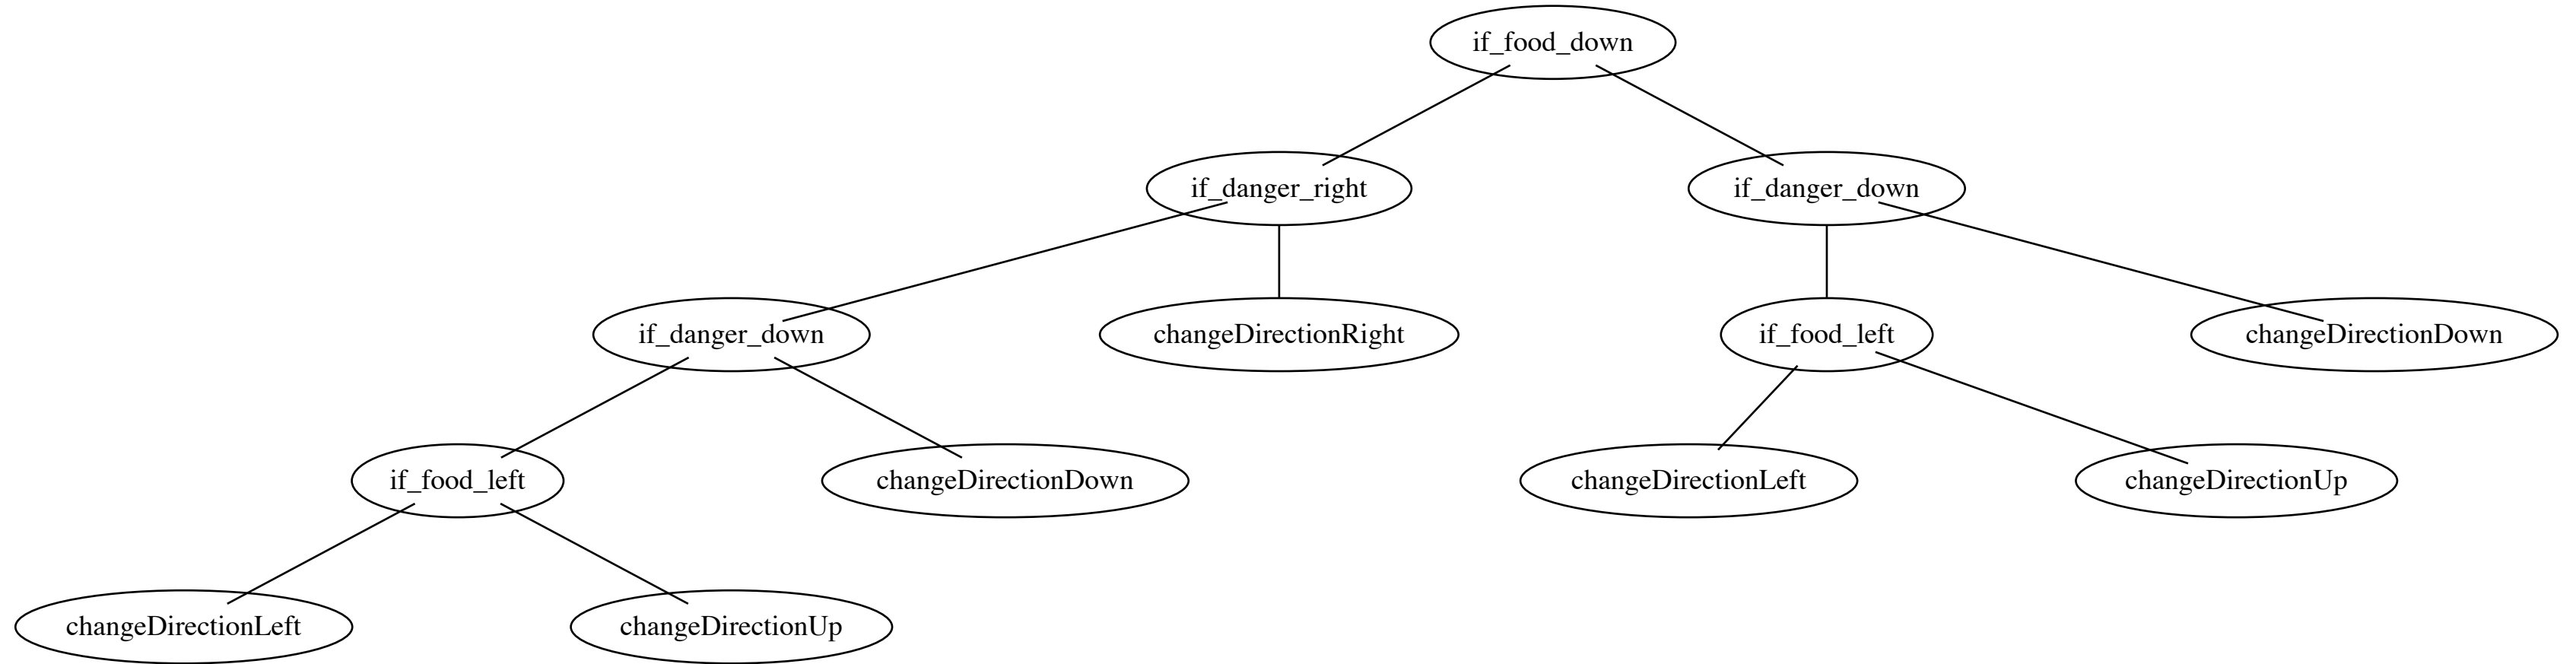 if_food_down
if_danger_right
if_danger_down
if_danger_down
changeDirectionRight
if_food_left
changeDirectionDown
if_food_left
changeDirectionDown
changeDirectionLeft
changeDirectionUp
changeDirectionLeft
changeDirectionUp